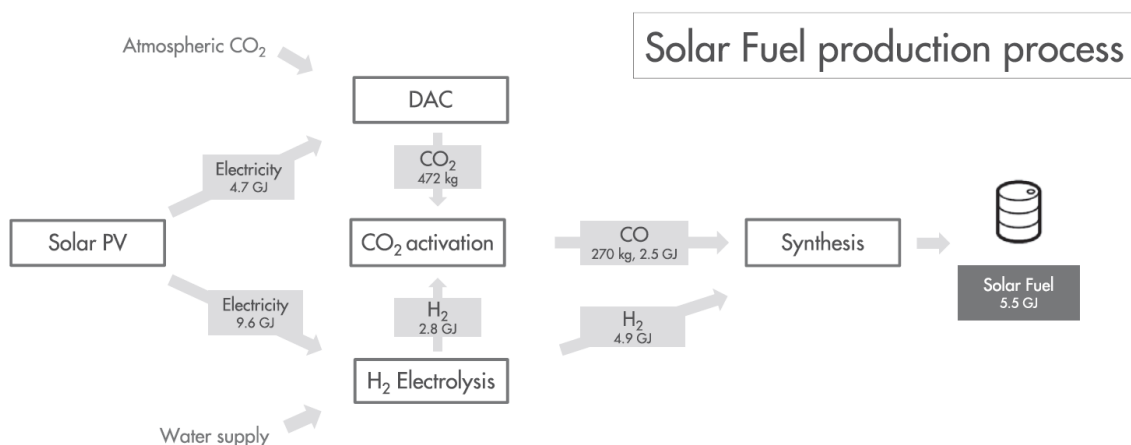 Solar Fuel production process
Atmospheric CO₂
DAC
Electricity
4.7 GJ
CO₂
472 kg
Solar PV
CO₂ activation
CO
270 kg, 2.5 GJ
Synthesis
Solar Fuel
5.5 GJ
Electricity
9.6 GJ
H₂
2.8 GJ
H₂
4.9 GJ
H₂ Electrolysis
Water supply